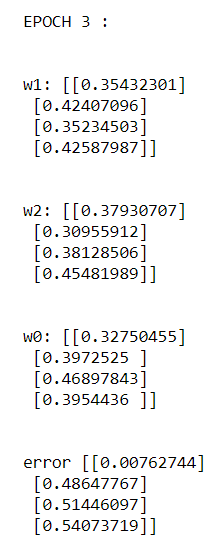 EPOCH 3 :
w1: [[0.35432301]
[0.42407096]
[0.35234503]
[0.42587987]]
w2: [[0.37930707]
[0.30955912]
[0.38128506]
[0.45481989]]
w0: [[0.32750455]
[0.3972525 ]
[0.46897843]
[0.3954436 ]]
error [[0.00762744]
[0.48647767]
[0.51446097]
[0.54073719]]